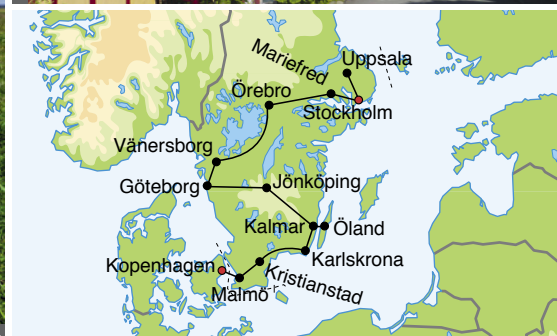 Uppsala
Mariefred
Örebro
Stockholm
Vänersborg
Göteborg
Jönköping
Kalmar
Öland
Karlskrona
Kopenhagen
Kristianstad
Malmö